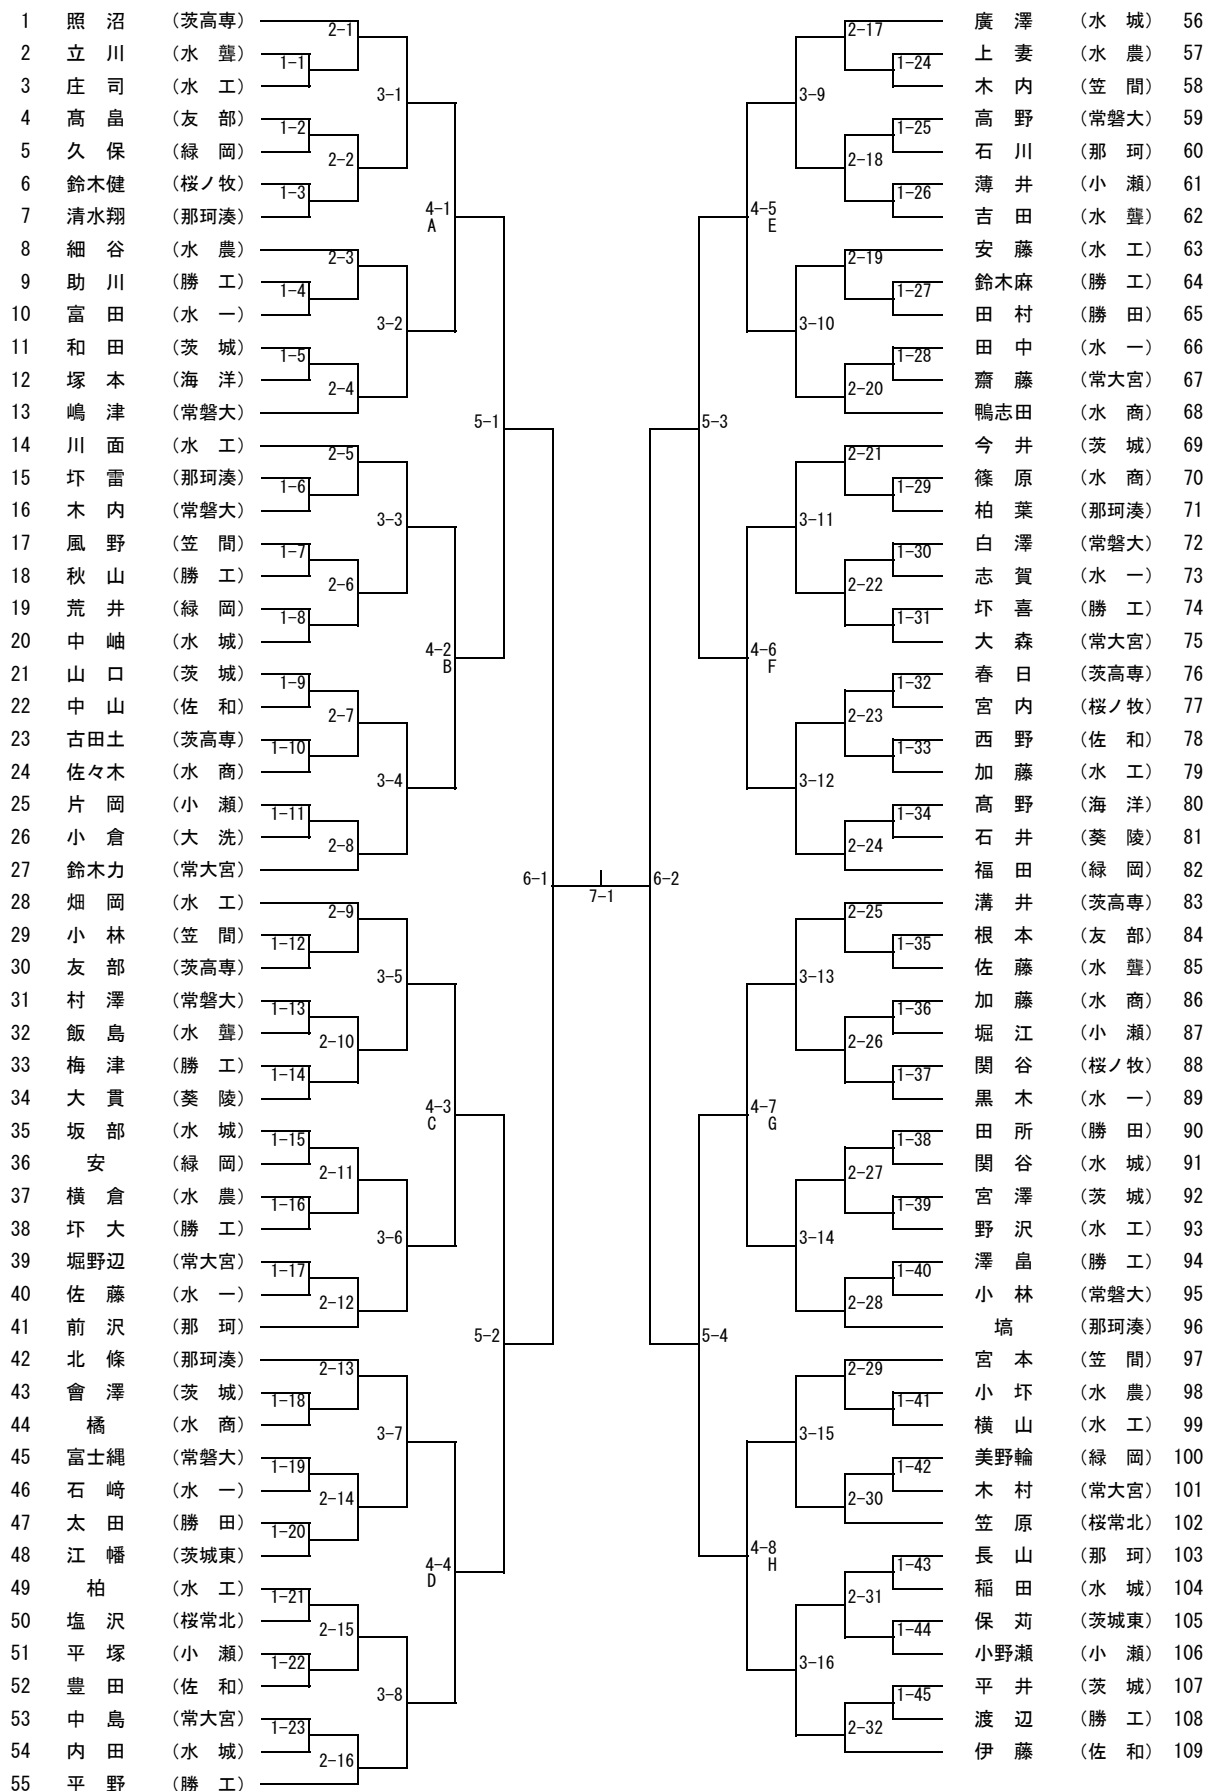 1 照 沼 (茨高専)
2 立 川 (水 聾)
3 庄 司 (水 工)
4 髙 畠 (友 部)
5 久 保 (緑 岡)
6 鈴木健 (桜ノ牧)
7 清水翔 (那珂湊)
8 細 谷 (水 農)
9 助 川 (勝 工)
10 富 田 (水 一)
11 和 田 (茨 城)
12 塚 本 (海 洋)
13 嶋 津 (常磐大)
14 川 面 (水 工)
15 圷 雷 (那珂湊)
16 木 内 (常磐大)
17 風 野 (笠 間)
18 秋 山 (勝 工)
19 荒 井 (緑 岡)
20 中 岫 (水 城)
21 山 口 (茨 城)
22 中 山 (佐 和)
23 古田土 (茨高専)
24 佐々木 (水 商)
25 片 岡 (小 瀬)
26 小 倉 (大 洗)
27 鈴木力 (常大宮)
28 畑 岡 (水 工)
29 小 林 (笠 間)
30 友 部 (茨高専)
31 村 澤 (常磐大)
32 飯 島 (水 聾)
33 梅 津 (勝 工)
34 大 貫 (葵 陵)
35 坂 部 (水 城)
36 安 (緑 岡)
37 横 倉 (水 農)
38 圷 大 (勝 工)
39 堀野辺 (常大宮)
40 佐 藤 (水 一)
41 前 沢 (那 珂)
42 北 條 (那珂湊)
43 會 澤 (茨 城)
44 橘 (水 商)
45 富士縄 (常磐大)
46 石 﨑 (水 一)
47 太 田 (勝 田)
48 江 幡 (茨城東)
49 柏 (水 工)
50 塩 沢 (桜常北)
51 平 塚 (小 瀬)
52 豊 田 (佐 和)
53 中 島 (常大宮)
54 内 田 (水 城)
55 平 野 (勝 工)
1-1
1-2
1-3
1-4
1-5
1-6
1-7
1-8
1-9
1-10
1-11
1-12
1-13
1-14
1-15
1-16
1-17
1-18
1-19
1-20
1-21
1-22
1-23
2-1
2-2
2-3
2-4
2-5
2-6
2-7
2-8
2-9
2-10
2-11
2-12
2-13
2-14
2-15
2-16
3-1
3-2
3-3
3-4
3-5
3-6
3-7
3-8
4-1
A
4-2
B
4-3
C
4-4
D
5-1
5-2
6-1
7-1
6-2
5-3
5-4
4-5
E
4-6
F
4-7
G
4-8
H
3-9
3-10
3-11
3-12
3-13
3-14
3-15
3-16
2-17
2-18
2-19
2-20
2-21
2-22
2-23
2-24
2-25
2-26
2-27
2-28
2-29
2-30
2-31
2-32
1-24
1-25
1-26
1-27
1-28
1-29
1-30
1-31
1-32
1-33
1-34
1-35
1-36
1-37
1-38
1-39
1-40
1-41
1-42
1-43
1-44
1-45
廣 澤 (水 城) 56
上 妻 (水 農) 57
木 内 (笠 間) 58
高 野 (常磐大) 59
石 川 (那 珂) 60
薄 井 (小 瀬) 61
吉 田 (水 聾) 62
安 藤 (水 工) 63
鈴木麻 (勝 工) 64
田 村 (勝 田) 65
田 中 (水 一) 66
齋 藤 (常大宮) 67
鴨志田 (水 商) 68
今 井 (茨 城) 69
篠 原 (水 商) 70
柏 葉 (那珂湊) 71
白 澤 (常磐大) 72
志 賀 (水 一) 73
圷 喜 (勝 工) 74
大 森 (常大宮) 75
春 日 (茨高専) 76
宮 内 (桜ノ牧) 77
西 野 (佐 和) 78
加 藤 (水 工) 79
髙 野 (海 洋) 80
石 井 (葵 陵) 81
福 田 (緑 岡) 82
溝 井 (茨高専) 83
根 本 (友 部) 84
佐 藤 (水 聾) 85
加 藤 (水 商) 86
堀 江 (小 瀬) 87
関 谷 (桜ノ牧) 88
黒 木 (水 一) 89
田 所 (勝 田) 90
関 谷 (水 城) 91
宮 澤 (茨 城) 92
野 沢 (水 工) 93
澤 畠 (勝 工) 94
小 林 (常磐大) 95
塙 (那珂湊) 96
宮 本 (笠 間) 97
小 圷 (水 農) 98
横 山 (水 工) 99
美野輪 (緑 岡) 100
木 村 (常大宮) 101
笠 原 (桜常北) 102
長 山 (那 珂) 103
稲 田 (水 城) 104
保 苅 (茨城東) 105
小野瀬 (小 瀬) 106
平 井 (茨 城) 107
渡 辺 (勝 工) 108
伊 藤 (佐 和) 109